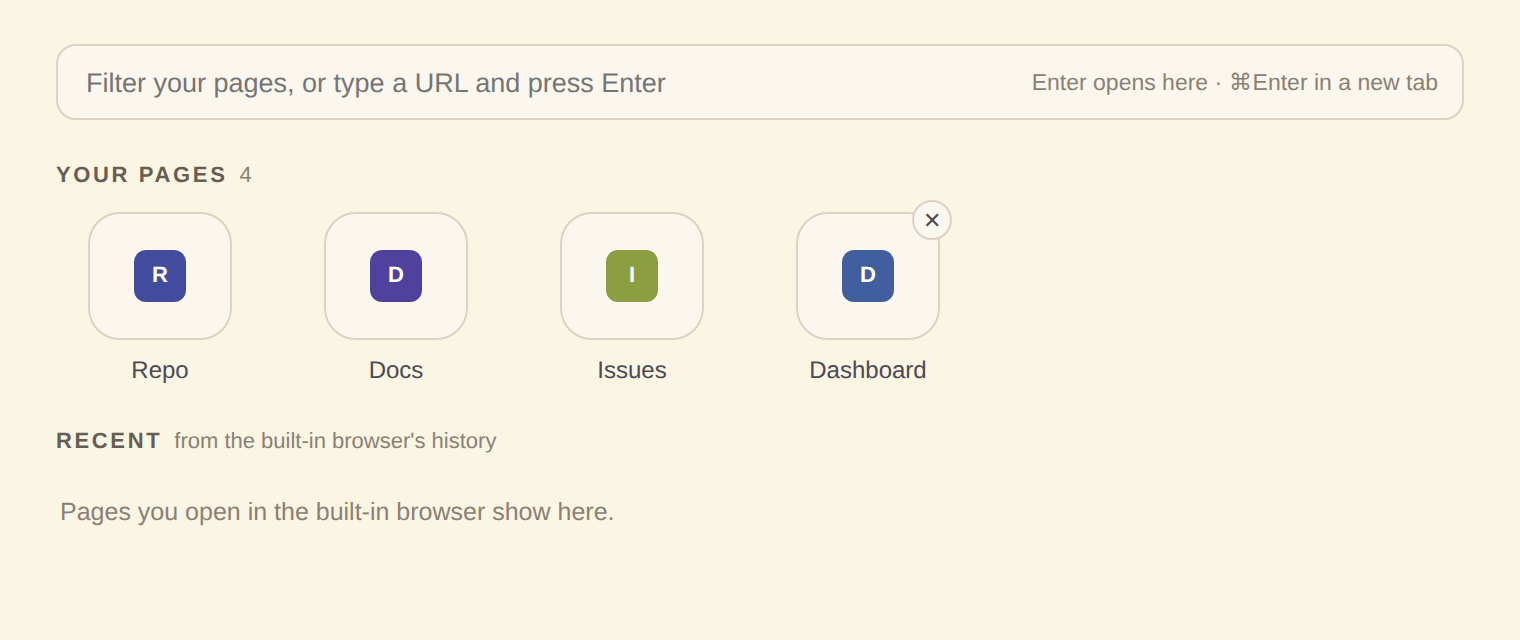 Filter your pages, or type a URL and press Enter
Enter opens here · ⌘Enter in a new tab
YOUR PAGES 4
✕
R
D
I
D
Repo
Docs
Issues
Dashboard
RECENT from the built-in browser's history
Pages you open in the built-in browser show here.